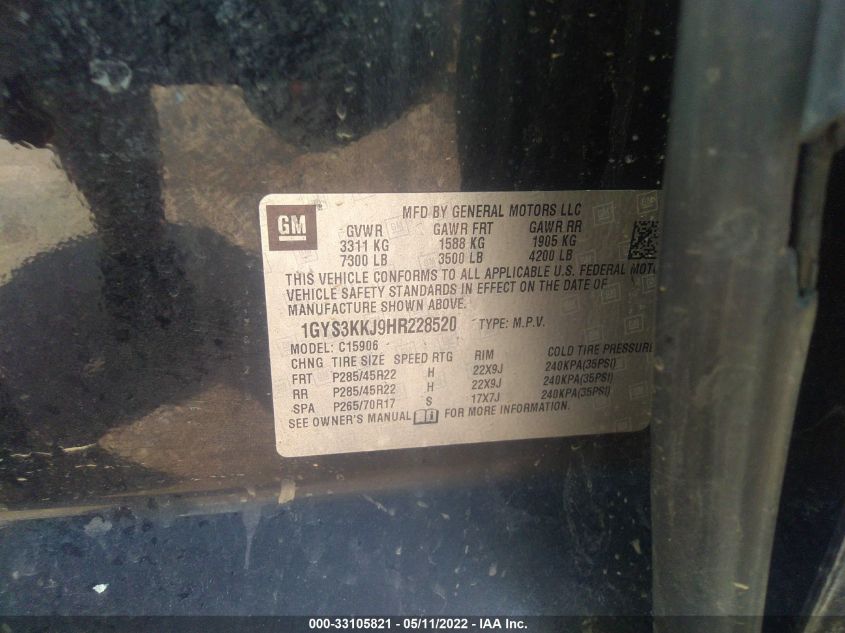 GM
MFD BY GENERAL MOTORS LLC
GVWR GAWR FRT GAWR RR
3311 KG 1588 KG 1905 KG
7300 LB 3500 LB 4200 LB
THIS VEHICLE CONFORMS TO ALL APPLICABLE U.S. FEDERAL MOT
VEHICLE SAFETY STANDARDS IN EFFECT ON THE DATE OF
MANUFACTURE SHOWN ABOVE.
1GYS3KKJ9HR228520 TYPE: M.P.V.
MODEL: C15906
CHNG TIRE SIZE SPEED RTG RIM COLD TIRE PRESSURE
FRT P285/45R22 H 22X9J 240KPA(35PSI)
RR P285/45R22 H 22X9J 240KPA(35PSI)
SPA P265/70R17 S 17X7J 240KPA(35PSI)
SEE OWNER'S MANUAL FOR MORE INFORMATION.
000-33105821 - 05/11/2022 - IAA Inc.